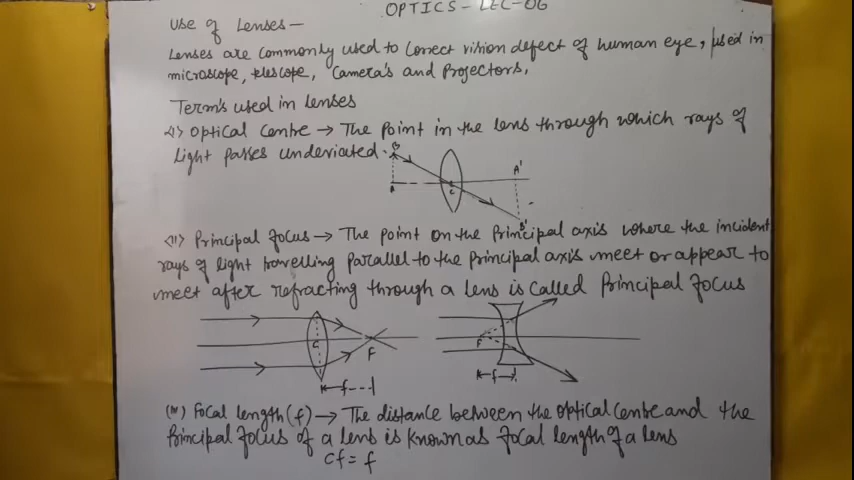 OPTICS - LEC-06
Use of Lenses -
Lenses are commonly used to correct vision defect of human eye, used in
microscope, telescope, Camera's and Projectors.
Term's used in Lenses
(i) Optical Centre → The Point in the lens through which rays of
Light passes undeviated.
B
A'
A
C
B'
(ii) Principal focus → The point on the Principal axis where the incident
rays of light travelling Parallel to the Principal axis meet or appear to
meet after refracting through a lens is called Principal focus
C
F
F
f
f
(iv) Focal length (f) → The distance between the optical Centre and the
Principal focus of a lens is known as focal length of a lens
Cf = f